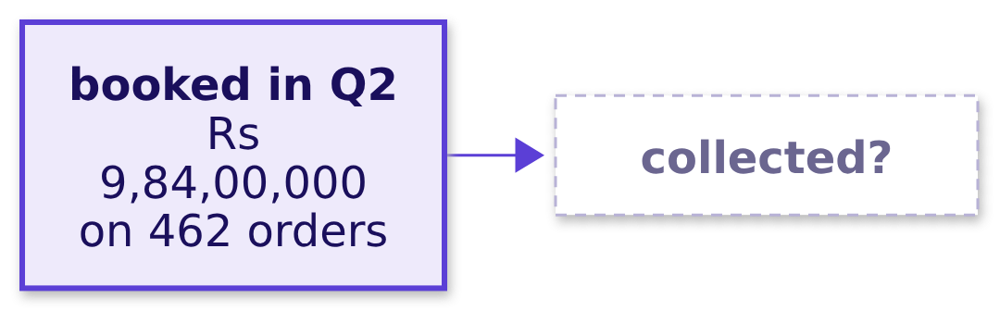 booked in Q2
Rs
9,84,00,000
on 462 orders
collected?